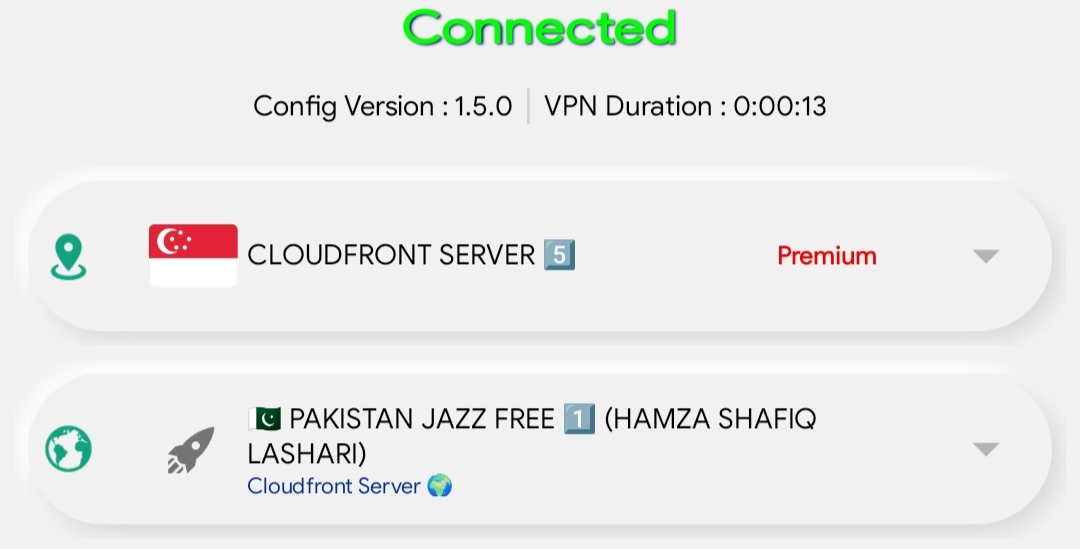 Connected
Config Version : 1.5.0 | VPN Duration : 0:00:13
CLOUDFRONT SERVER 5️⃣ Premium
🇵🇰 PAKISTAN JAZZ FREE 1️⃣ (HAMZA SHAFIQ
LASHARI)
Cloudfront Server 🌍